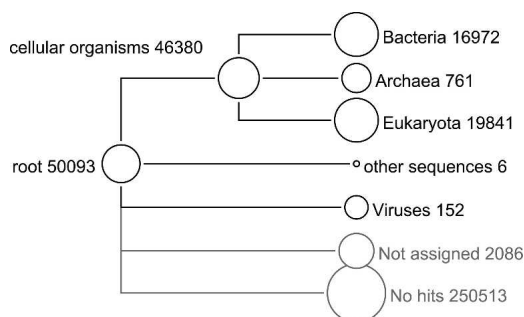 Bacteria 16972
cellular organisms 46380
Archaea 761
Eukaryota 19841
root 50093
other sequences 6
Viruses 152
Not assigned 2086
No hits 250513